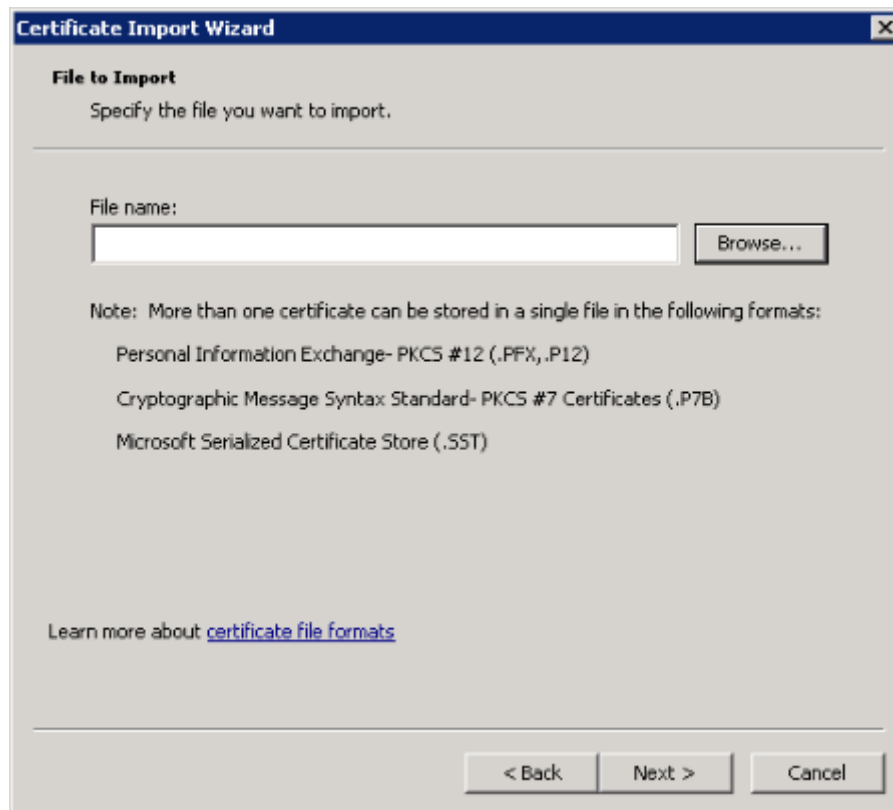 Certificate Import Wizard
File to Import
Specify the file you want to import.
File name:
Browse...
Note:  More than one certificate can be stored in a single file in the following formats:
Personal Information Exchange- PKCS #12 (.PFX,.P12)
Cryptographic Message Syntax Standard- PKCS #7 Certificates (.P7B)
Microsoft Serialized Certificate Store (.SST)
Learn more about certificate file formats
< Back Next > Cancel